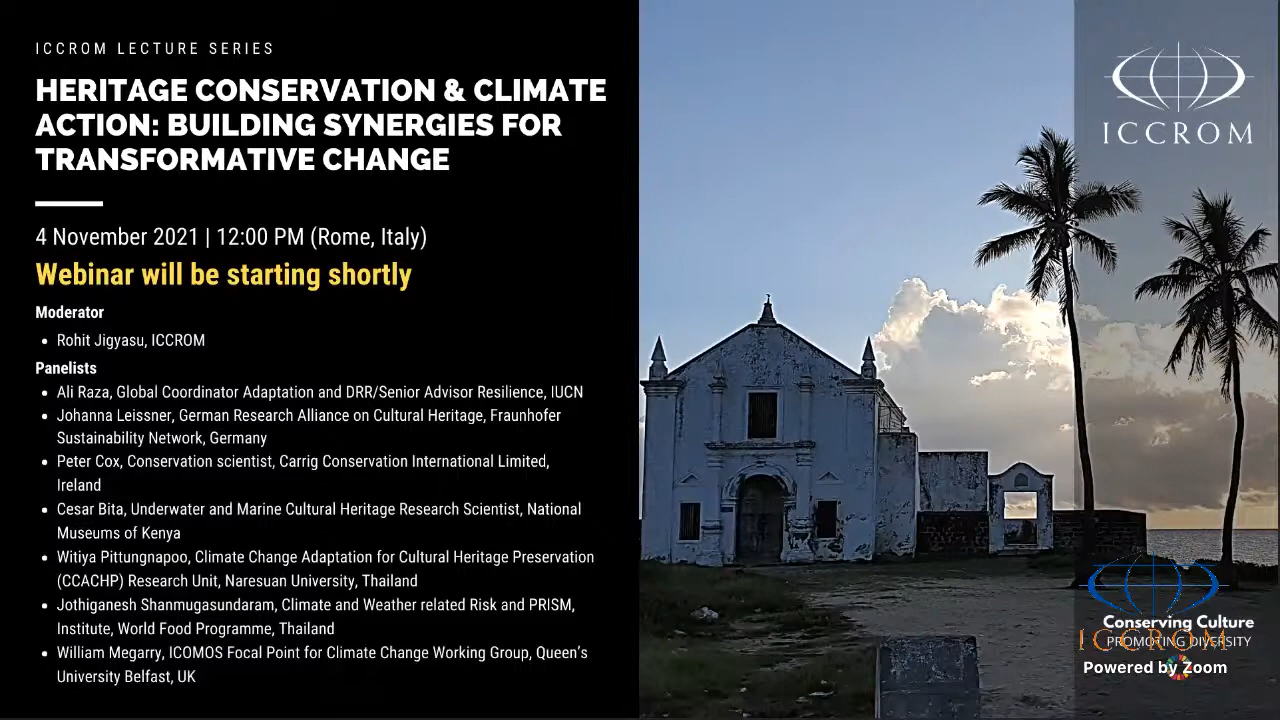 ICCROM LECTURE SERIES
HERITAGE CONSERVATION & CLIMATE
ACTION: BUILDING SYNERGIES FOR
TRANSFORMATIVE CHANGE
4 November 2021 | 12:00 PM (Rome, Italy)
Webinar will be starting shortly
Moderator
• Rohit Jigyasu, ICCROM
Panelists
• Ali Raza, Global Coordinator Adaptation and DRR/Senior Advisor Resilience, IUCN
• Johanna Leissner, German Research Alliance on Cultural Heritage, Fraunhofer
Sustainability Network, Germany
• Peter Cox, Conservation scientist, Carrig Conservation International Limited,
Ireland
• Cesar Bita, Underwater and Marine Cultural Heritage Research Scientist, National
Museums of Kenya
• Witiya Pittungnapoo, Climate Change Adaptation for Cultural Heritage Preservation
(CCACHP) Research Unit, Naresuan University, Thailand
• Jothiganesh Shanmugasundaram, Climate and Weather related Risk and PRISM,
Institute, World Food Programme, Thailand
• William Megarry, ICOMOS Focal Point for Climate Change Working Group, Queen's
University Belfast, UK
ICCROM
Conserving Culture
ICCROM
PROMOTING DIVERSITY
Powered by Zoom